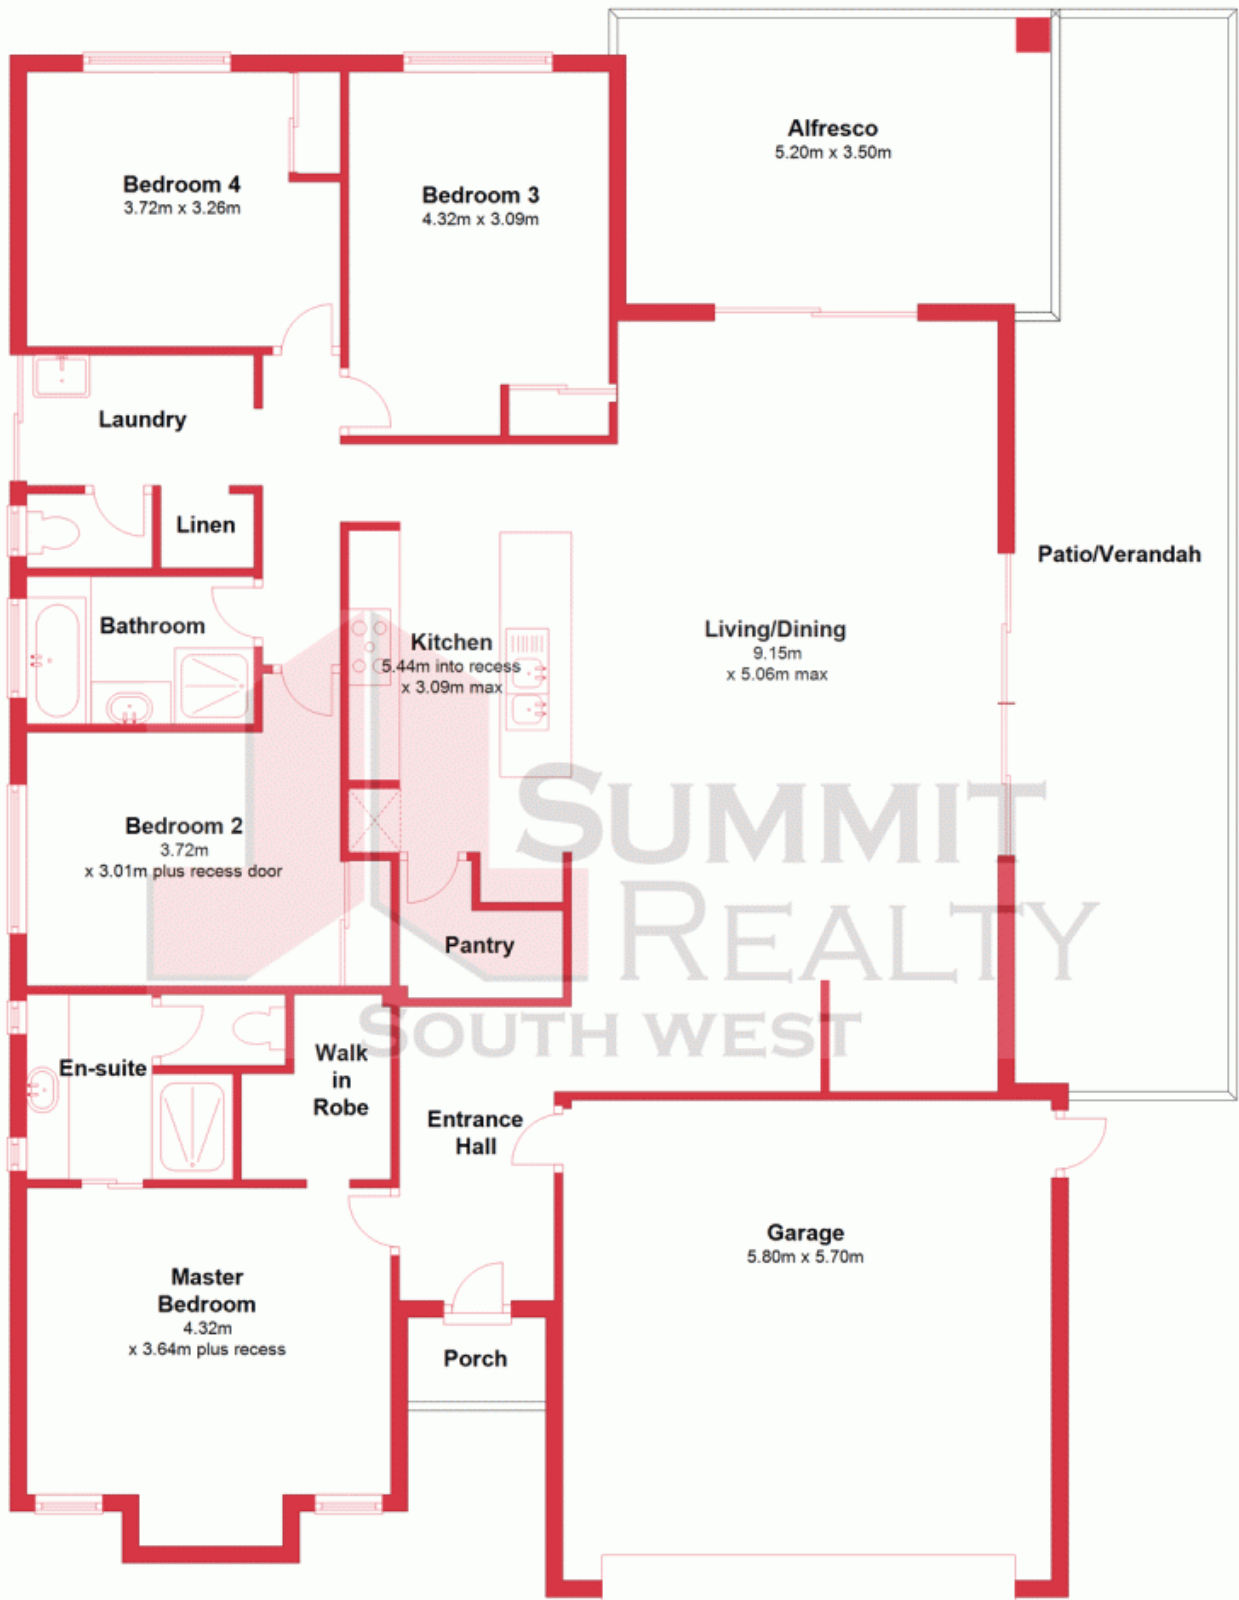 Alfresco
5.20m x 3.50m
Bedroom 4
3.72m x 3.26m
Bedroom 3
4.32m x 3.09m
Laundry
Linen
Patio/Verandah
Bathroom
Kitchen
5.44m into recess
x 3.09m max
Living/Dining
9.15m
x 5.06m max
Bedroom 2
3.72m
x 3.01m plus recess door
SUMMIT
REALTY
SOUTH WEST
Pantry
En-suite
Walk
in
Robe
Entrance
Hall
Garage
5.80m x 5.70m
Master
Bedroom
4.32m
x 3.64m plus recess
Porch